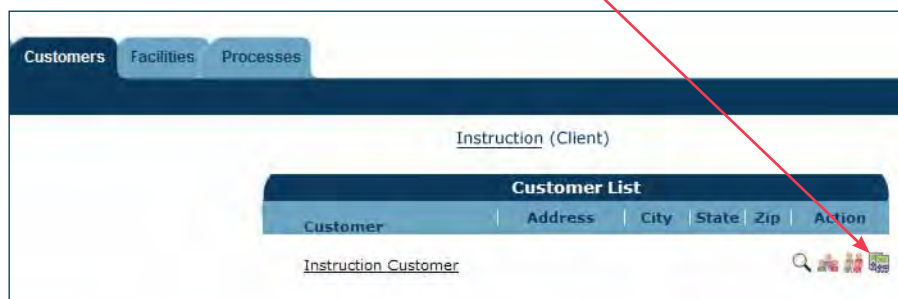 Customers Facilities Processes
Instruction (Client)
Customer List
Customer Address City State Zip Action
Instruction Customer